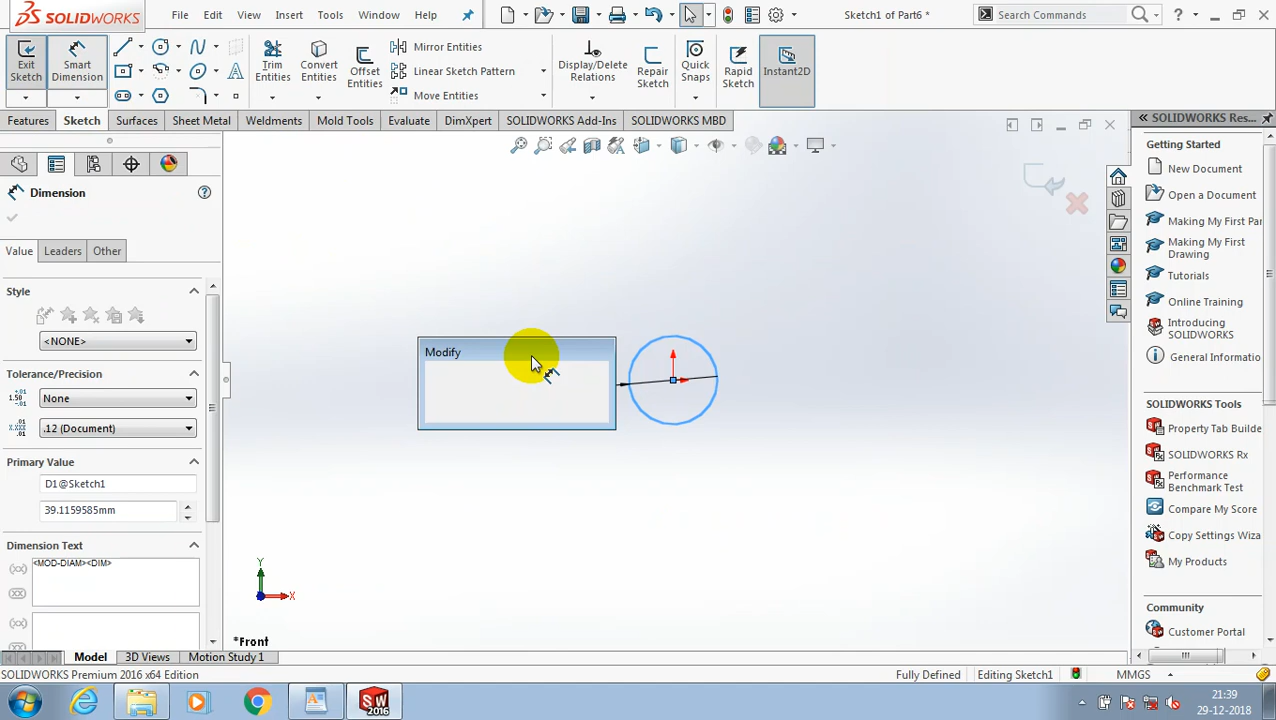 SOLIDWORKS
File Edit View Insert Tools Window Help
Sketch1 of Part6 *
Search Commands
Exit Sketch
Smart Dimension
Trim Entities
Convert Entities
Offset Entities
Mirror Entities
Linear Sketch Pattern
Move Entities
Display/Delete Relations
Repair Sketch
Quick Snaps
Rapid Sketch
Instant2D
Features Sketch Surfaces Sheet Metal Weldments Mold Tools Evaluate DimXpert SOLIDWORKS Add-Ins SOLIDWORKS MBD
Dimension
Value Leaders Other
Style
<NONE>
Tolerance/Precision
None
.12 (Document)
Primary Value
D1@Sketch1
39.1159585mm
Dimension Text
<MOD-DIAM><DIM>
Modify
Y
X
*Front
SOLIDWORKS Res...
Getting Started
New Document
Open a Document
Making My First Par
Making My First
Drawing
Tutorials
Online Training
Introducing
SOLIDWORKS
General Informatio
SOLIDWORKS Tools
Property Tab Builde
SOLIDWORKS Rx
Performance
Benchmark Test
Compare My Score
Copy Settings Wiza
My Products
Community
Customer Portal
Model 3D Views Motion Study 1
SOLIDWORKS Premium 2016 x64 Edition
Fully Defined Editing Sketch1 MMGS
SW
2016
21:39
29-12-2018